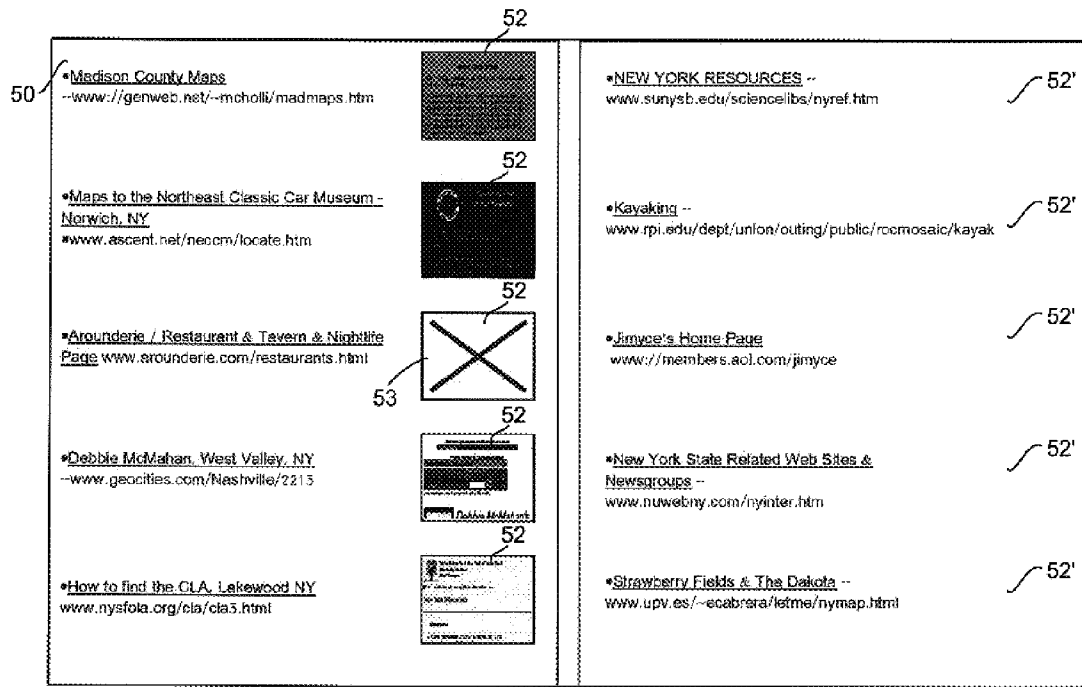 52
50
•Madison County Maps
--www://genweb.net/--mcholli/madmaps.htm
52
•Maps to the Northeast Classic Car Museum -
Norwich, NY
•www.ascent.net/neccm/locate.htm
52
•Arounderie / Restaurant & Tavern & Nightlife
Page www.arounderie.com/restaurants.html
53
52
•Debbie McMahan, West Valley, NY
--www.geocities.com/Nashville/2213
Debbie McMahan's
52
•How to find the CLA, Lakewood NY
www.nysfola.org/cla/cla3.html
•NEW YORK RESOURCES --
www.sunysb.edu/sciencelibs/nyref.htm
52'
•Kayaking --
www.rpi.edu/dept/union/outing/public/rocmosaic/kayak
52'
•Jimyce's Home Page
www://members.aol.com/jimyce
52'
•New York State Related Web Sites &
Newsgroups --
www.nuwebny.com/nyinter.htm
52'
•Strawberry Fields & The Dakota --
www.upv.es/~ecabrera/letme/nymap.html
52'